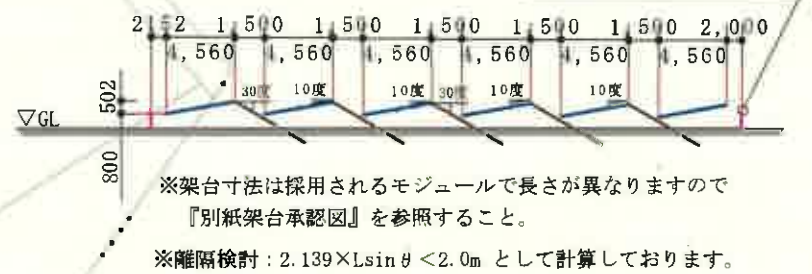 1,500 1,500 1,500 1,500 1,500 2,000
4,560 4,560 4,560 4,560 4,560 4,560
30度 10度 10度 30度 10度 10度
502
▽GL
800
※架台寸法は採用されるモジュールで長さが異なりますので
『別紙架台承認図』を参照すること。
※離隔検討：2.139×Lsinθ<2.0m として計算しております。